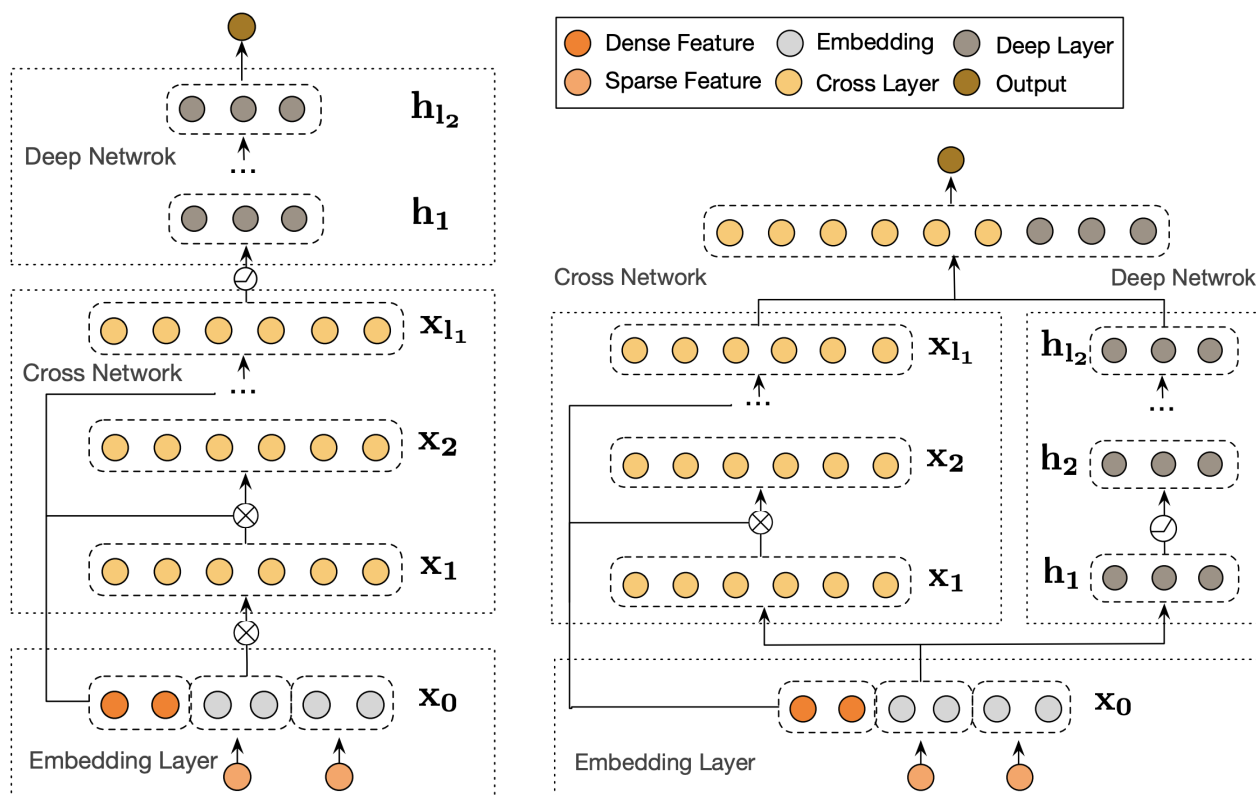 Dense Feature
Embedding
Deep Layer
Sparse Feature
Cross Layer
Output
h_{l_2}
Deep Netwrok
...
h_1
x_{l_1}
Cross Network
...
x_2
x_1
x_0
Embedding Layer
Cross Network
Deep Netwrok
x_{l_1}
h_{l_2}
...
...
x_2
h_2
x_1
h_1
x_0
Embedding Layer